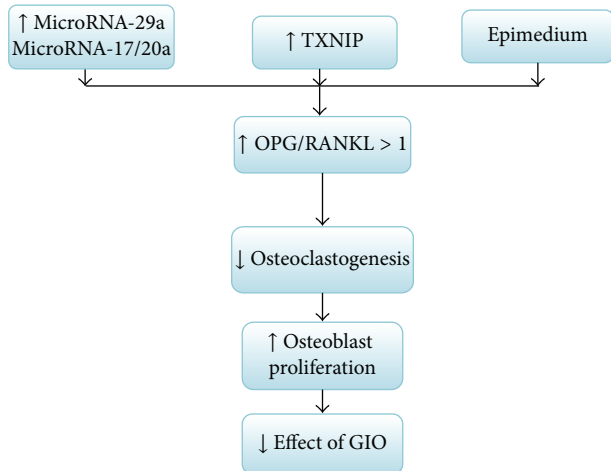 ↑ MicroRNA-29a
MicroRNA-17/20a
↑ TXNIP
Epimedium
↑ OPG/RANKL > 1
↓ Osteoclastogenesis
↑ Osteoblast
proliferation
↓ Effect of GIO